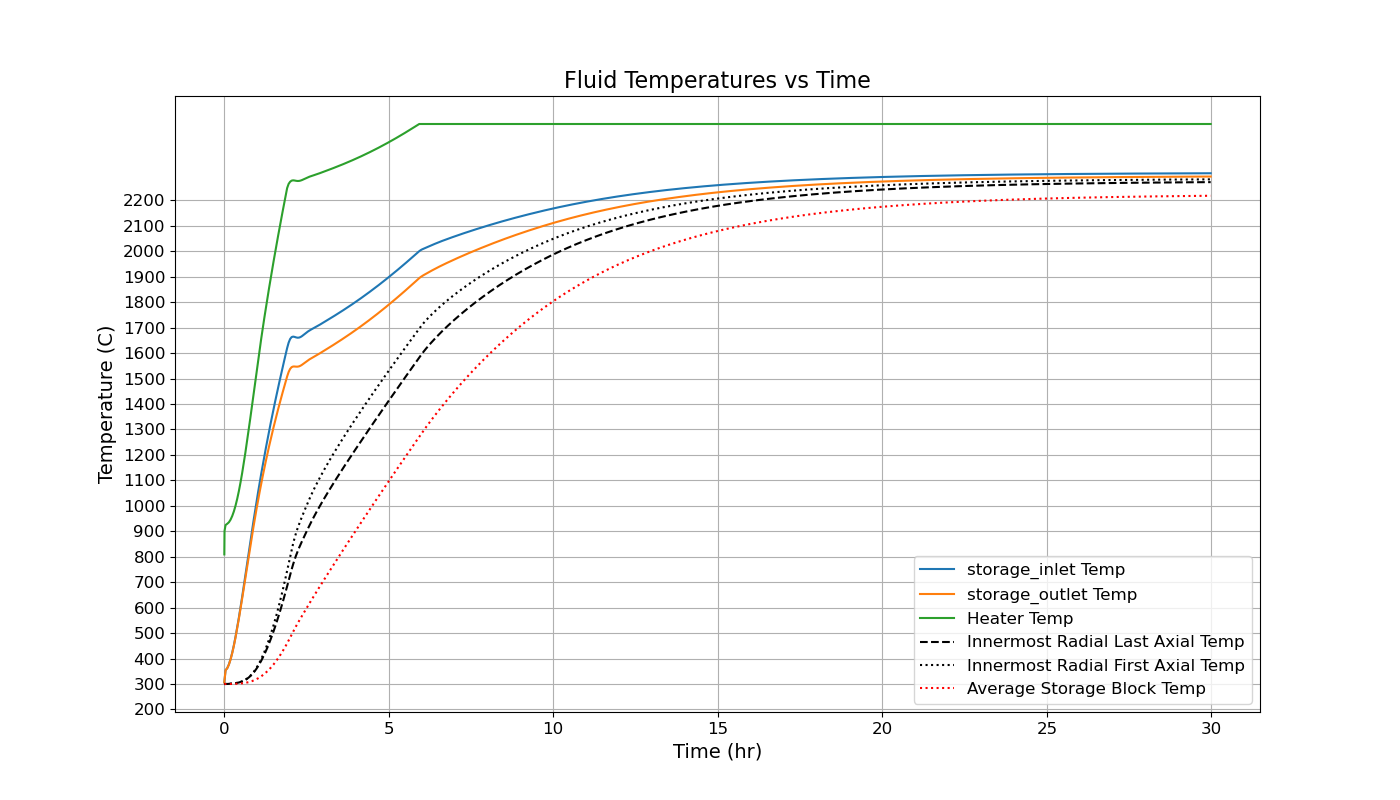 Fluid Temperatures vs Time
Temperature (C)
2200
2100
2000
1900
1800
1700
1600
1500
1400
1300
1200
1100
1000
900
800
700
600
500
400
300
200
storage_inlet Temp
storage_outlet Temp
Heater Temp
Innermost Radial Last Axial Temp
Innermost Radial First Axial Temp
Average Storage Block Temp
0 5 10 15 20 25 30
Time (hr)